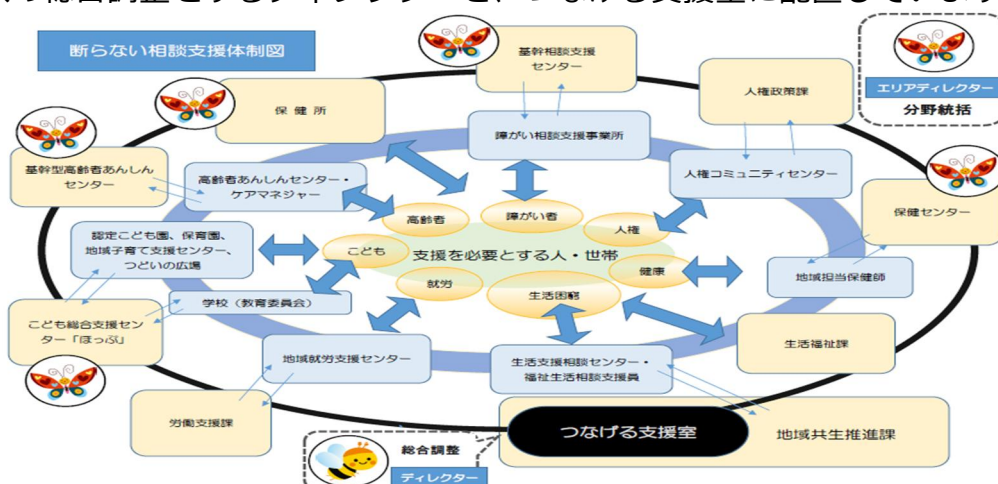 断らない相談支援体制図
基幹相談支援
センター
エリアディレクター
分野統括
人権政策課
保健所
障がい相談支援事業所
基幹型高齢者あんしん
センター
高齢者あんしんセンター・
ケアマネジャー
人権コミュニティセンター
保健センター
高齢者
障がい者
人権
認定こども園、保育園、
地域子育て支援センター、
つどいの広場
こども
支援を必要とする人・世帯
健康
地域担当保健師
就労
生活困窮
学校（教育委員会）
こども総合支援セン
ター「ほっぷ」
地域就労支援センター
生活支援相談センター・
福祉生活相談支援員
生活福祉課
労働支援課
つなげる支援室
地域共生推進課
総合調整
ディレクター